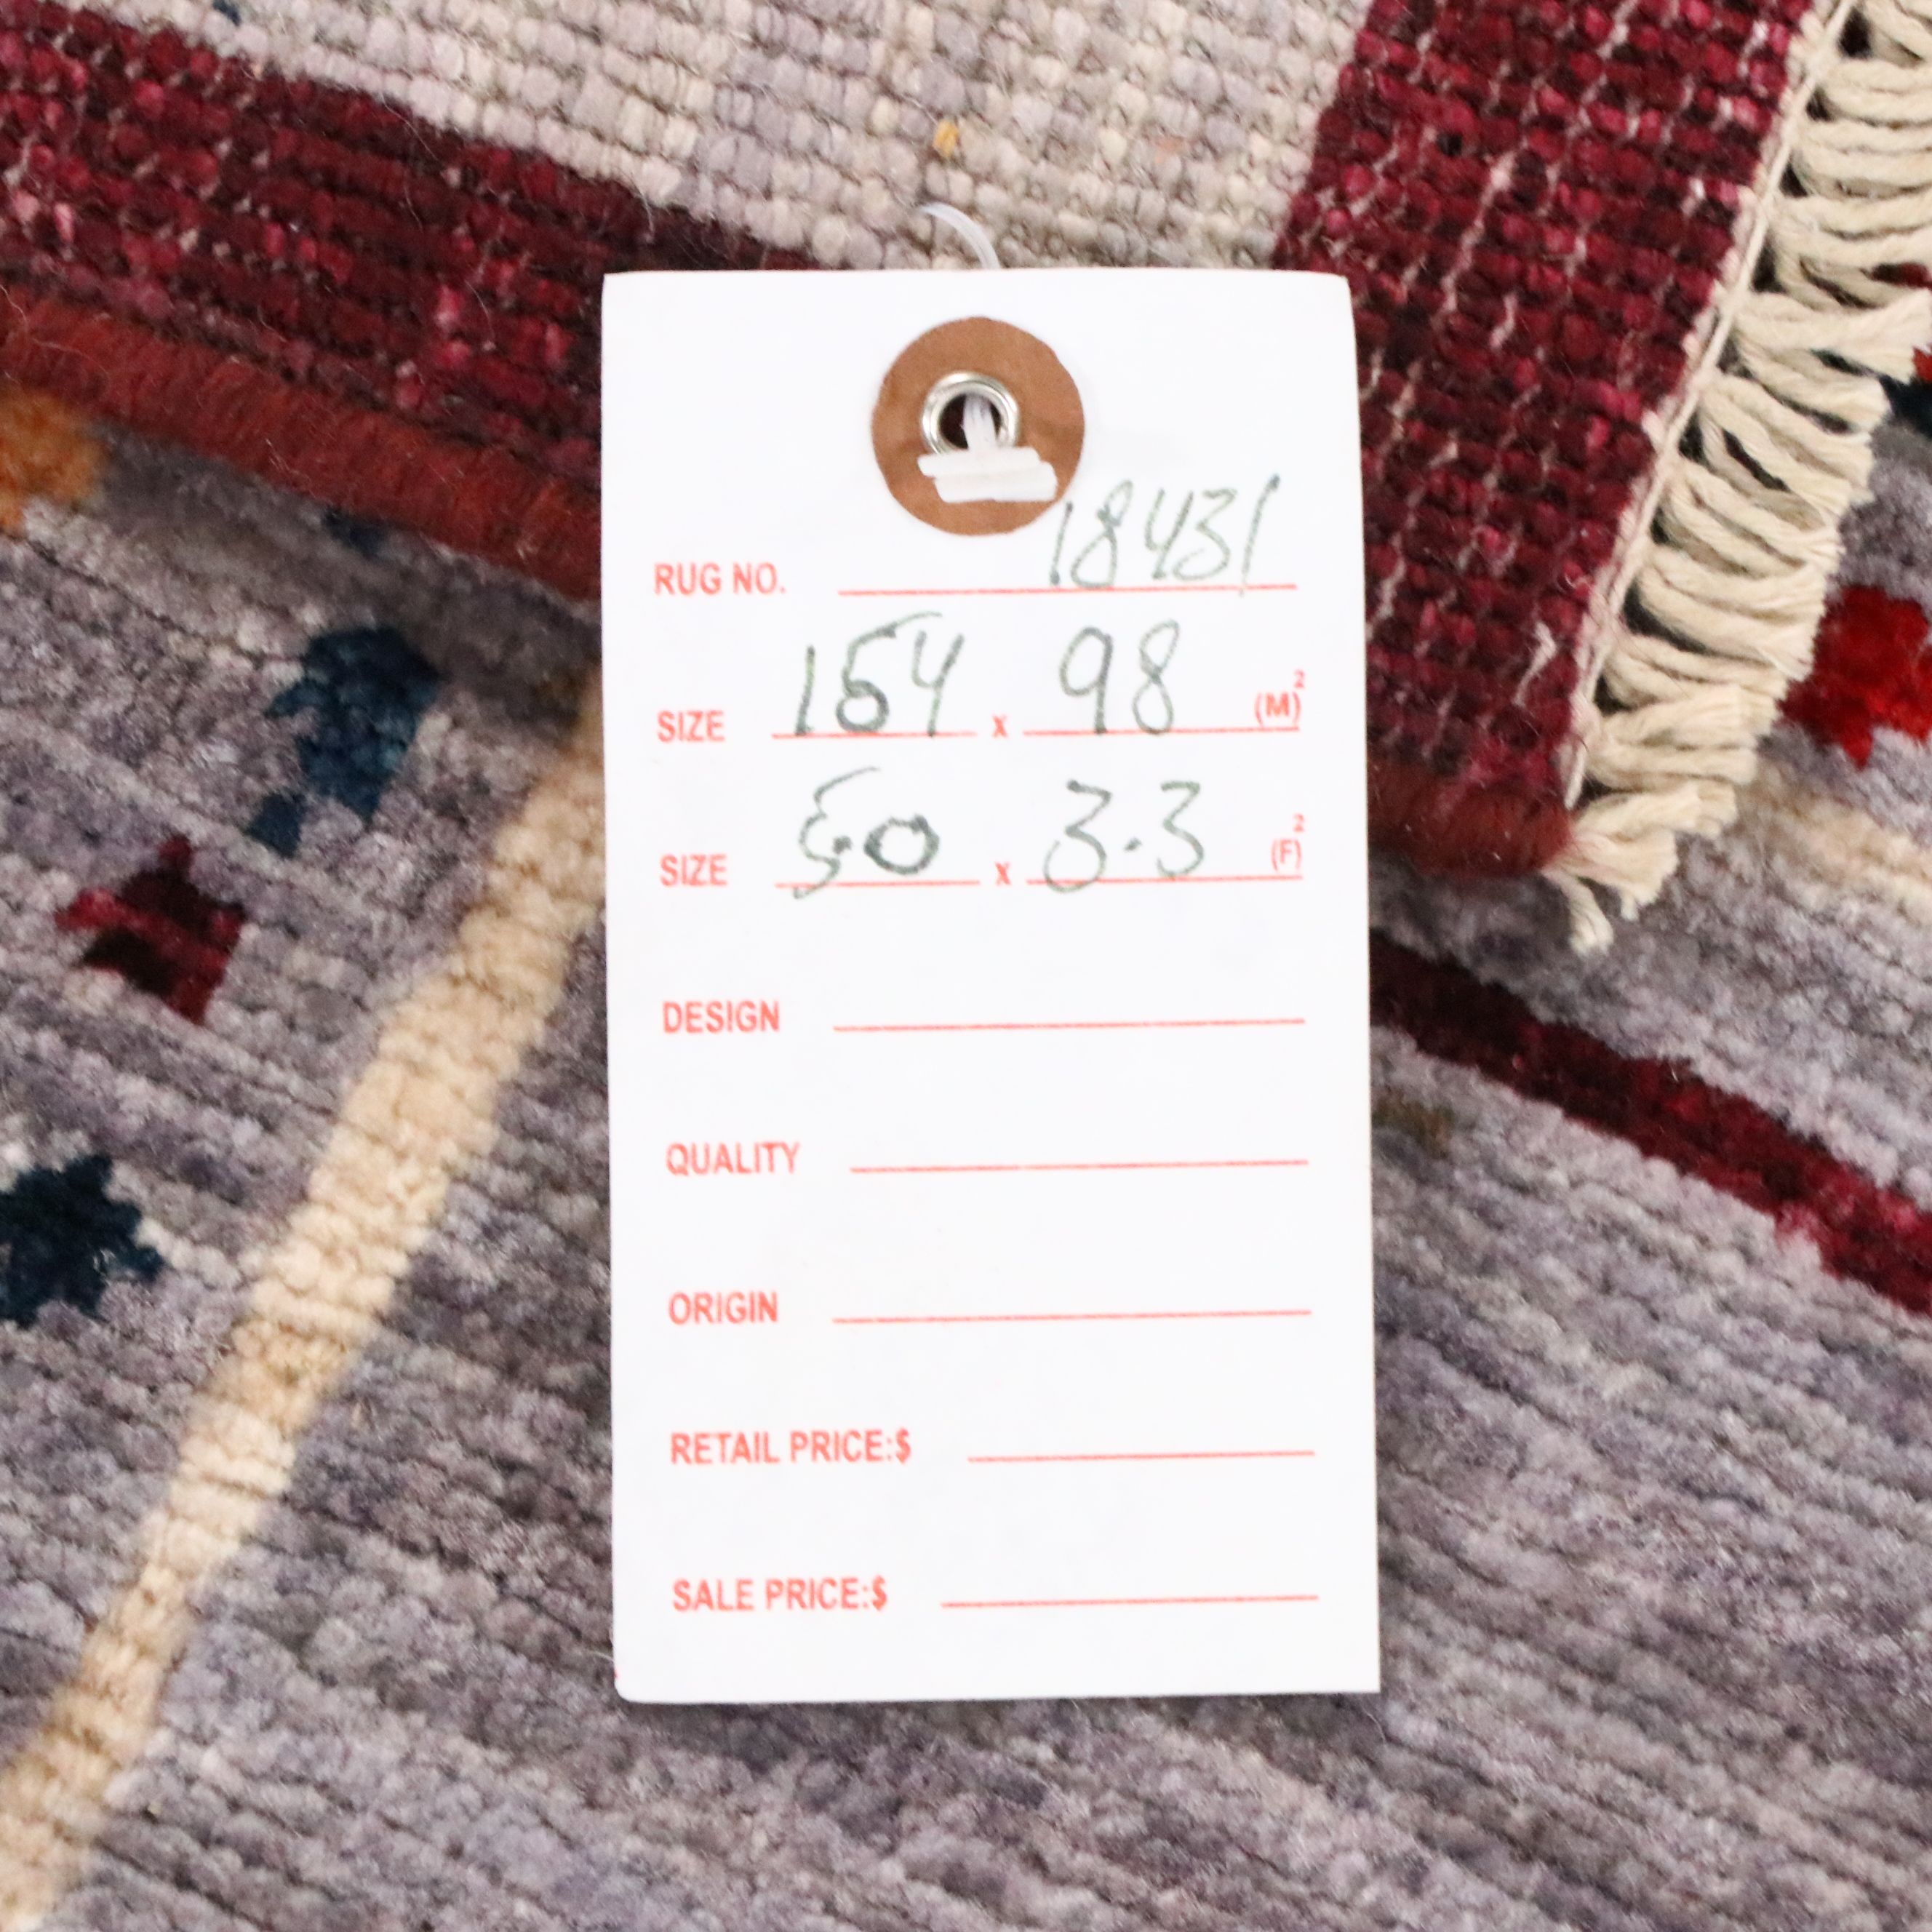 RUG NO. 18431
SIZE 154 x 98 (M)²
SIZE 5.0 x 3.3 (F)²
DESIGN
QUALITY
ORIGIN
RETAIL PRICE:$
SALE PRICE:$